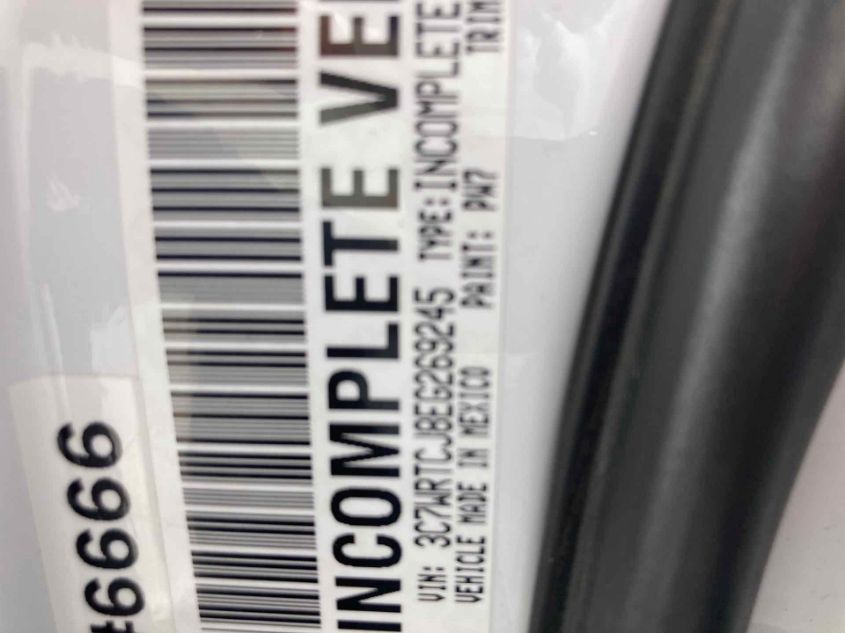 #6666
INCOMPLETE VE
VIN: 3C7WRTCJ8EG269245 TYPE: INCOMPLETE
VEHICLE MADE IN MEXICO PAINT: PW7 TRIM